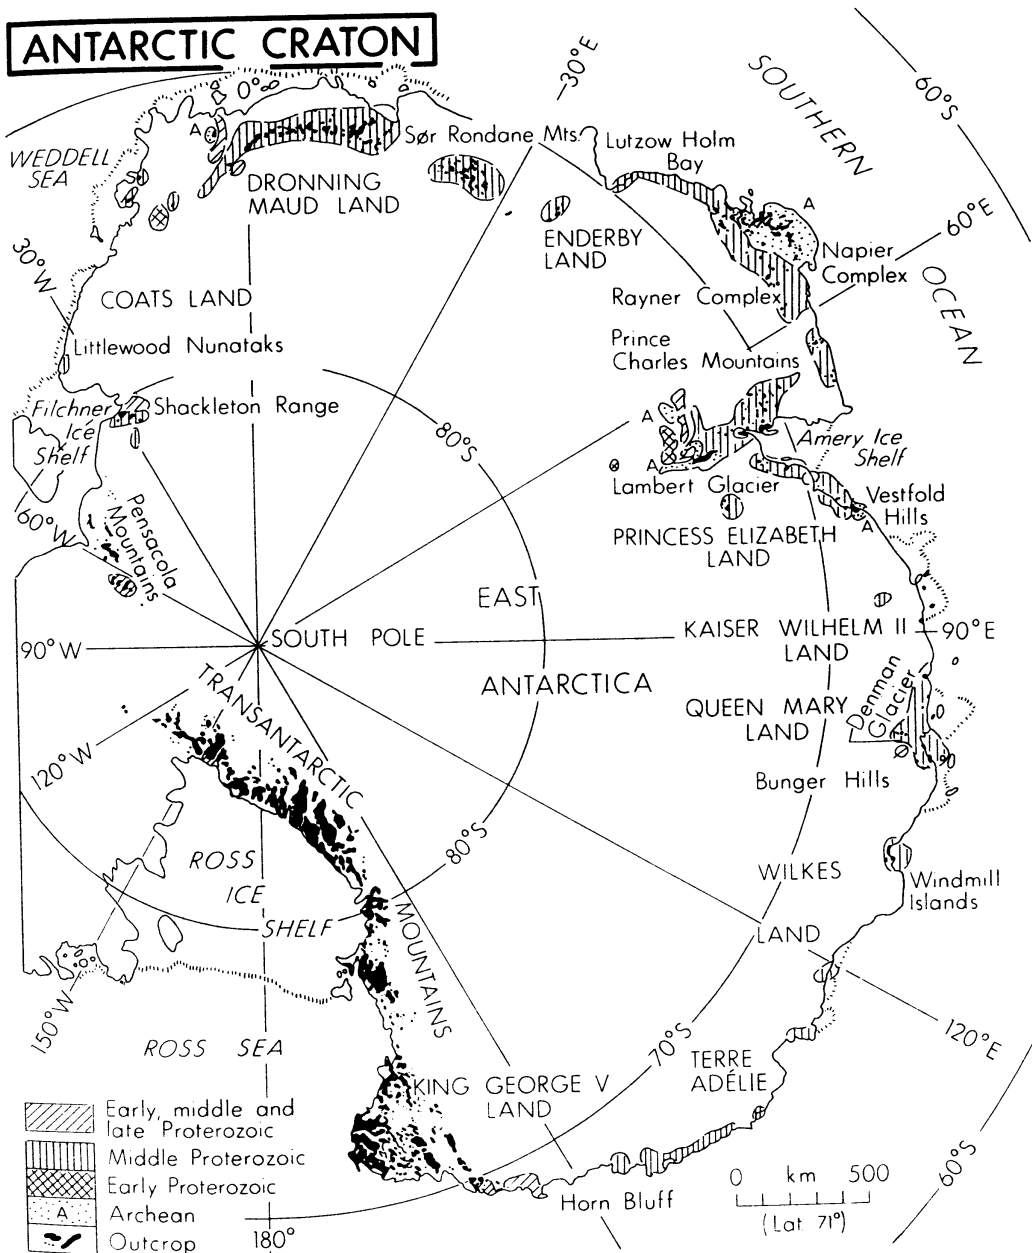 ANTARCTIC CRATON
30°E
60°S
SOUTHERN
OCEAN
Sør Rondane Mts.
Lutzow Holm
Bay
A
WEDDELL
SEA
DRONNING
MAUD LAND
A
60°E
ENDERBY
LAND
Napier
Complex
30°W
COATS LAND
Rayner Complex
Littlewood Nunataks
Prince
Charles Mountains
Filchner
Ice
Shelf
Shackleton Range
80°S
A
Amery Ice
Shelf
A
Lambert Glacier
Vestfold
Hills
A
60°W
Pensacola
Mountains
PRINCESS ELIZABETH
LAND
EAST
ANTARCTICA
90°W
SOUTH POLE
KAISER WILHELM II
LAND
90°E
TRANSANTARCTIC
MOUNTAINS
QUEEN MARY
LAND
Denman
Glacier
A
120°W
Bunger Hills
80°S
ROSS
ICE
SHELF
WILKES
LAND
Windmill
Islands
150°W
ROSS SEA
70°S
120°E
TERRE
ADÉLIE
KING GEORGE V
LAND
60°S
Horn Bluff
0 km 500
(Lat 71°)
180°
Early, middle and
late Proterozoic
Middle Proterozoic
Early Proterozoic
A Archean
Outcrop